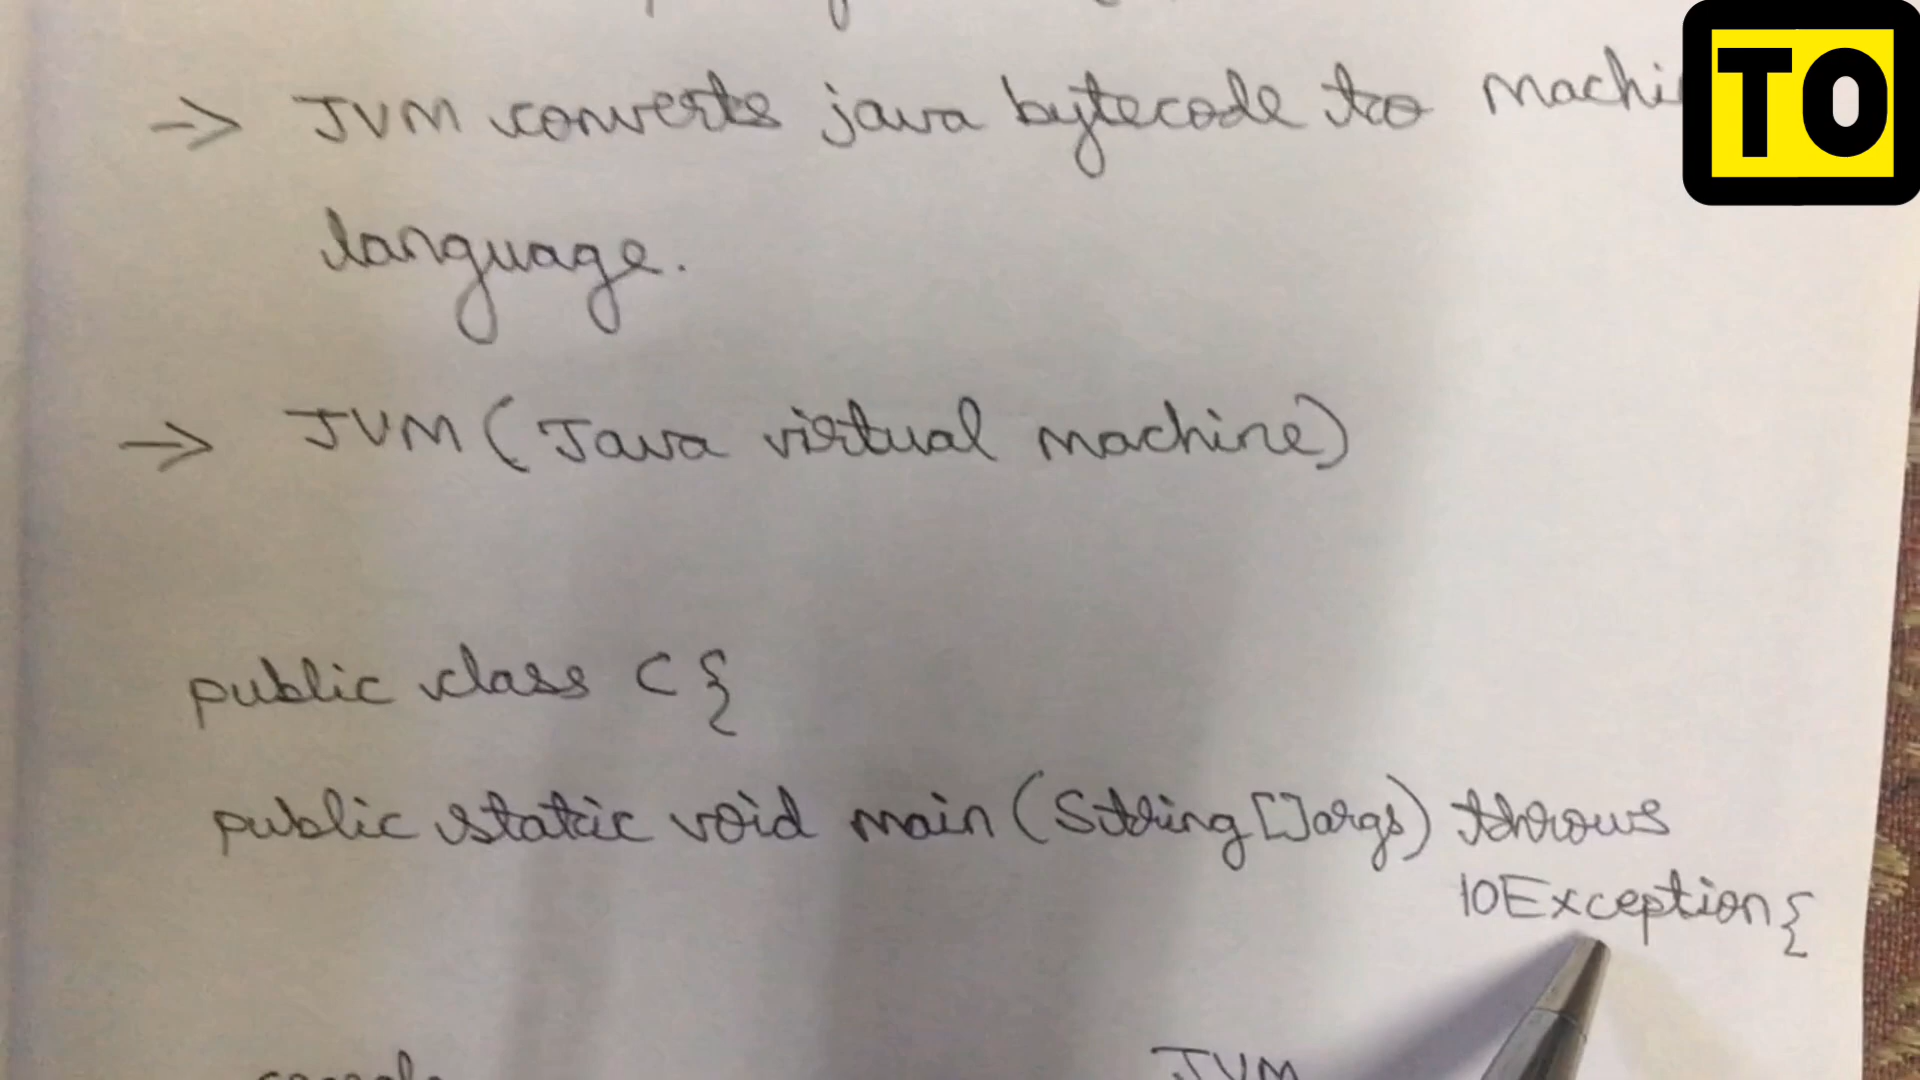 → JVM converts java bytecode to machi
TO
language.
→ JVM (Java virtual machine)
public class C {
public static void main (String []args) throws
IOException {
JVM